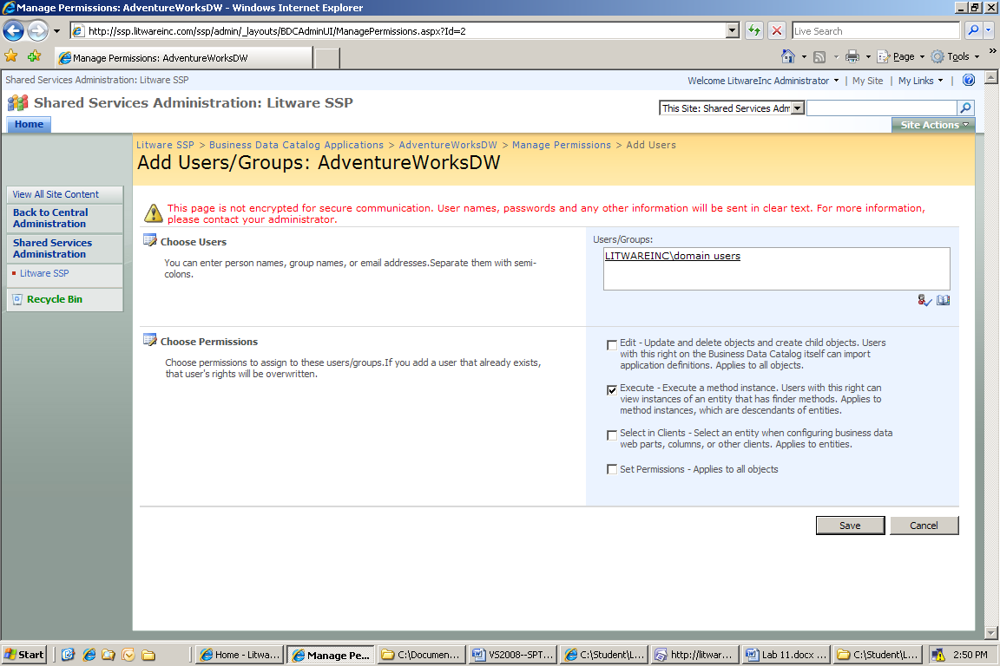 Manage Permissions: AdventureWorksDW - Windows Internet Explorer
http://ssp.litwareinc.com/ssp/admin/_layouts/BDCAdminUI/ManagePermissions.aspx?Id=2
Live Search
Manage Permissions: AdventureWorksDW
Page
Tools
Shared Services Administration: Litware SSP
Welcome LitwareInc Administrator
My Site
My Links
Shared Services Administration: Litware SSP
This Site: Shared Services Adm
Home
Site Actions
Litware SSP > Business Data Catalog Applications > AdventureWorksDW > Manage Permissions > Add Users
Add Users/Groups: AdventureWorksDW
View All Site Content
Back to Central
Administration
Shared Services
Administration
Litware SSP
Recycle Bin
This page is not encrypted for secure communication. User names, passwords and any other information will be sent in clear text. For more information,
please contact your administrator.
Choose Users
You can enter person names, group names, or email addresses.Separate them with semi-
colons.
Users/Groups:
LITWAREINC\domain users
Choose Permissions
Choose permissions to assign to these users/groups.If you add a user that already exists,
that user's rights will be overwritten.
Edit - Update and delete objects and create child objects. Users
with this right on the Business Data Catalog itself can import
application definitions. Applies to all objects.
Execute - Execute a method instance. Users with this right can
view instances of an entity that has finder methods. Applies to
method instances, which are descendants of entities.
Select in Clients - Select an entity when configuring business data
web parts, columns, or other clients. Applies to entities.
Set Permissions - Applies to all objects
Save
Cancel
Start
Home - Litwa...
Manage Pe...
C:\Documen...
VS2008--SPT...
C:\Student\L...
http://litwar...
Lab 11.docx ...
C:\Student\L...
2:50 PM